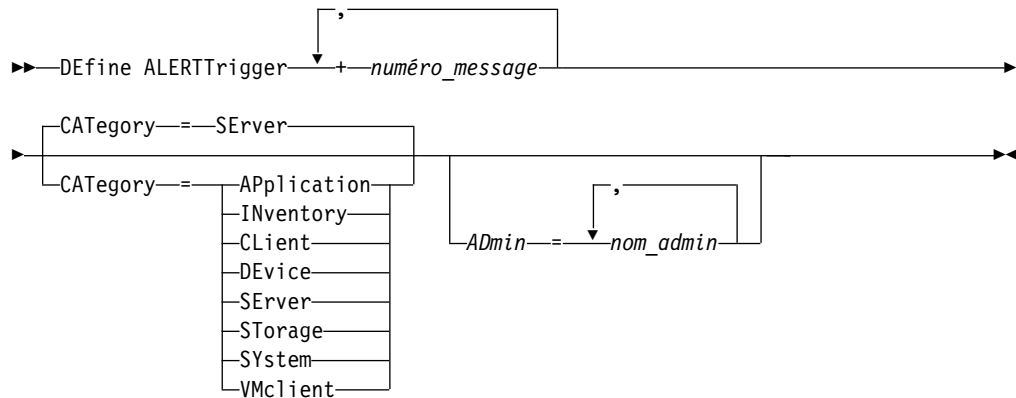 ,
DEfine ALERTTrigger + numéro_message
CATegory = SErver
CATegory = APplication
INventory
CLient
DEvice
SErver
STorage
SYstem
VMclient
,
ADmin = nom_admin